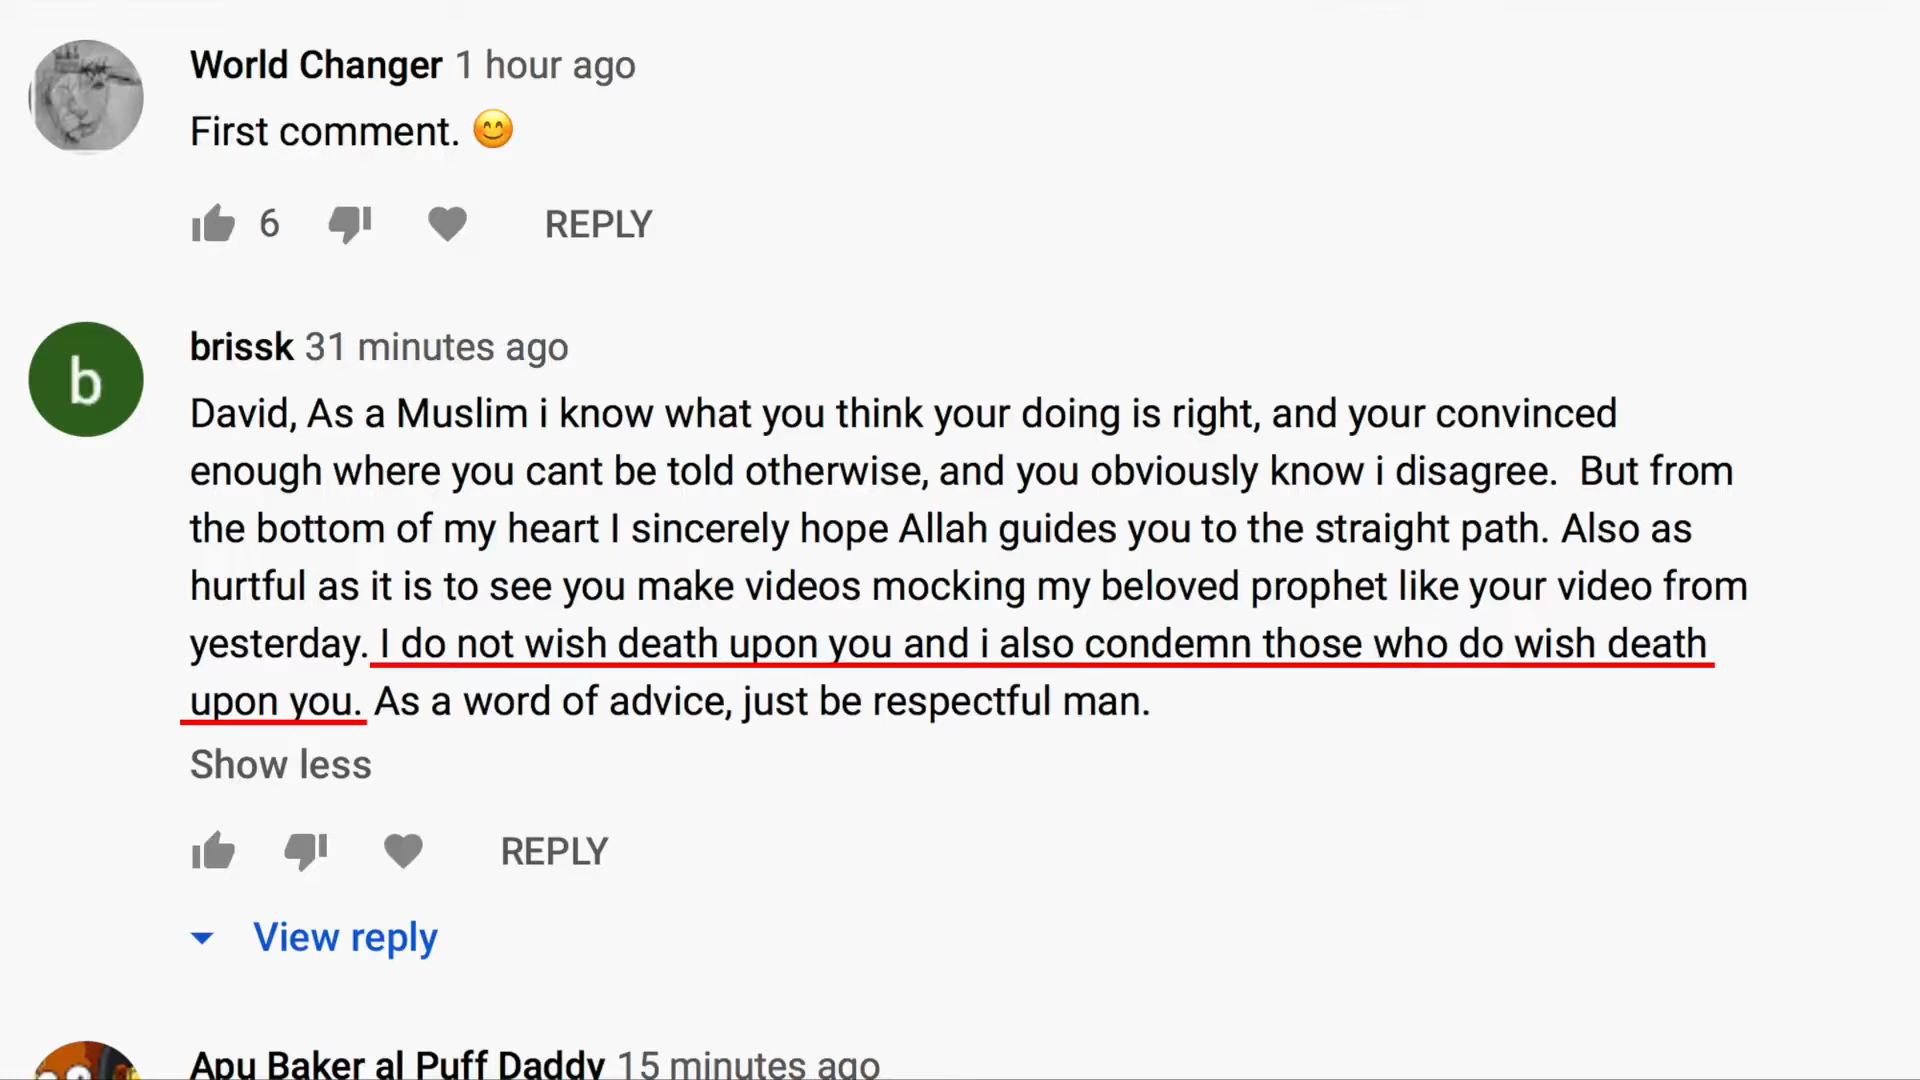 World Changer 1 hour ago
First comment. 😊
6 REPLY
b
brissk 31 minutes ago
David, As a Muslim i know what you think your doing is right, and your convinced
enough where you cant be told otherwise, and you obviously know i disagree.  But from
the bottom of my heart I sincerely hope Allah guides you to the straight path. Also as
hurtful as it is to see you make videos mocking my beloved prophet like your video from
yesterday. I do not wish death upon you and i also condemn those who do wish death
upon you. As a word of advice, just be respectful man.
Show less
REPLY
View reply
Apu Baker al Puff Daddy 15 minutes ago